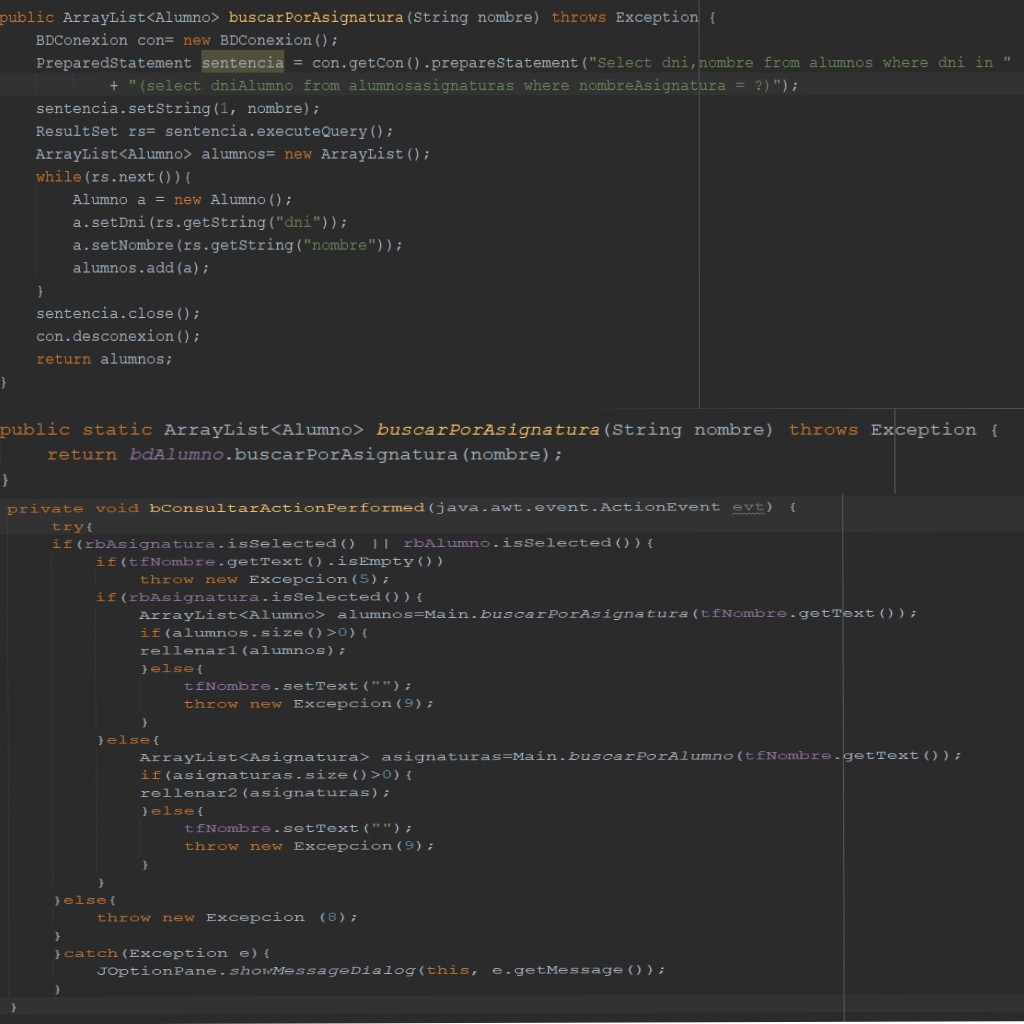 public ArrayList<Alumno> buscarPorAsignatura(String nombre) throws Exception {
    BDConexion con= new BDConexion();
    PreparedStatement sentencia = con.getCon().prepareStatement("Select dni,nombre from alumnos where dni in "
            + "(select dniAlumno from alumnosasignaturas where nombreAsignatura = ?)");
    sentencia.setString(1, nombre);
    ResultSet rs= sentencia.executeQuery();
    ArrayList<Alumno> alumnos= new ArrayList();
    while(rs.next()){
        Alumno a = new Alumno();
        a.setDni(rs.getString("dni"));
        a.setNombre(rs.getString("nombre"));
        alumnos.add(a);
    }
    sentencia.close();
    con.desconexion();
    return alumnos;
}
public static ArrayList<Alumno> buscarPorAsignatura(String nombre) throws Exception {
    return bdAlumno.buscarPorAsignatura(nombre);
}
private void bConsultarActionPerformed(java.awt.event.ActionEvent evt) {
    try{
    if(rbAsignatura.isSelected() || rbAlumno.isSelected()){
        if(tfNombre.getText().isEmpty())
            throw new Excepcion(5);
        if(rbAsignatura.isSelected()){
            ArrayList<Alumno> alumnos=Main.buscarPorAsignatura(tfNombre.getText());
            if(alumnos.size()>0){
            rellenar1(alumnos);
            }else{
                tfNombre.setText("");
                throw new Excepcion(9);
            }
        }else{
            ArrayList<Asignatura> asignaturas=Main.buscarPorAlumno(tfNombre.getText());
            if(asignaturas.size()>0){
            rellenar2(asignaturas);
            }else{
                tfNombre.setText("");
                throw new Excepcion(9);
            }
        }
    }else{
        throw new Excepcion (8);
    }
    }catch(Exception e){
        JOptionPane.showMessageDialog(this, e.getMessage());
    }
}